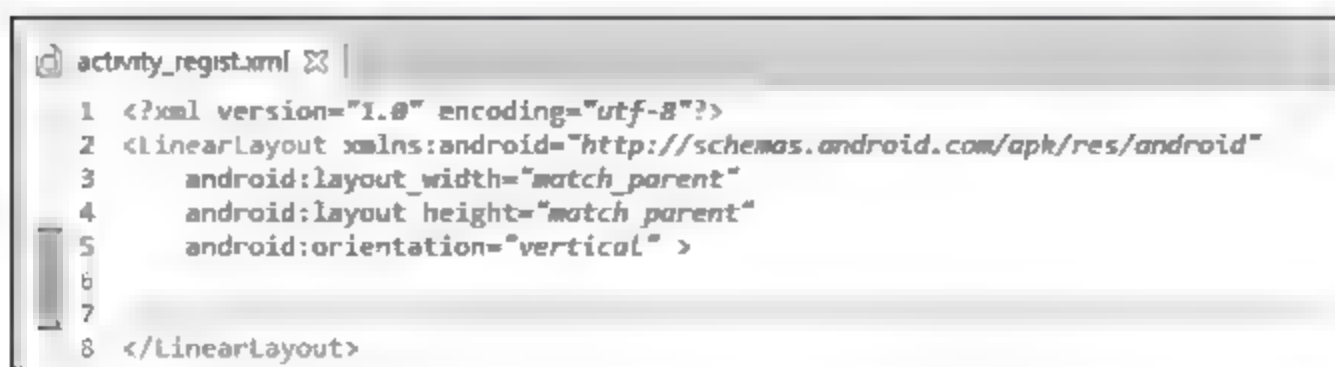 activity_regist.xml
1 <?xml version="1.0" encoding="utf-8"?>
2 <LinearLayout xmlns:android="http://schemas.android.com/apk/res/android"
3 android:layout_width="match_parent"
4 android:layout_height="match_parent"
5 android:orientation="vertical" >
6
7
8 </LinearLayout>